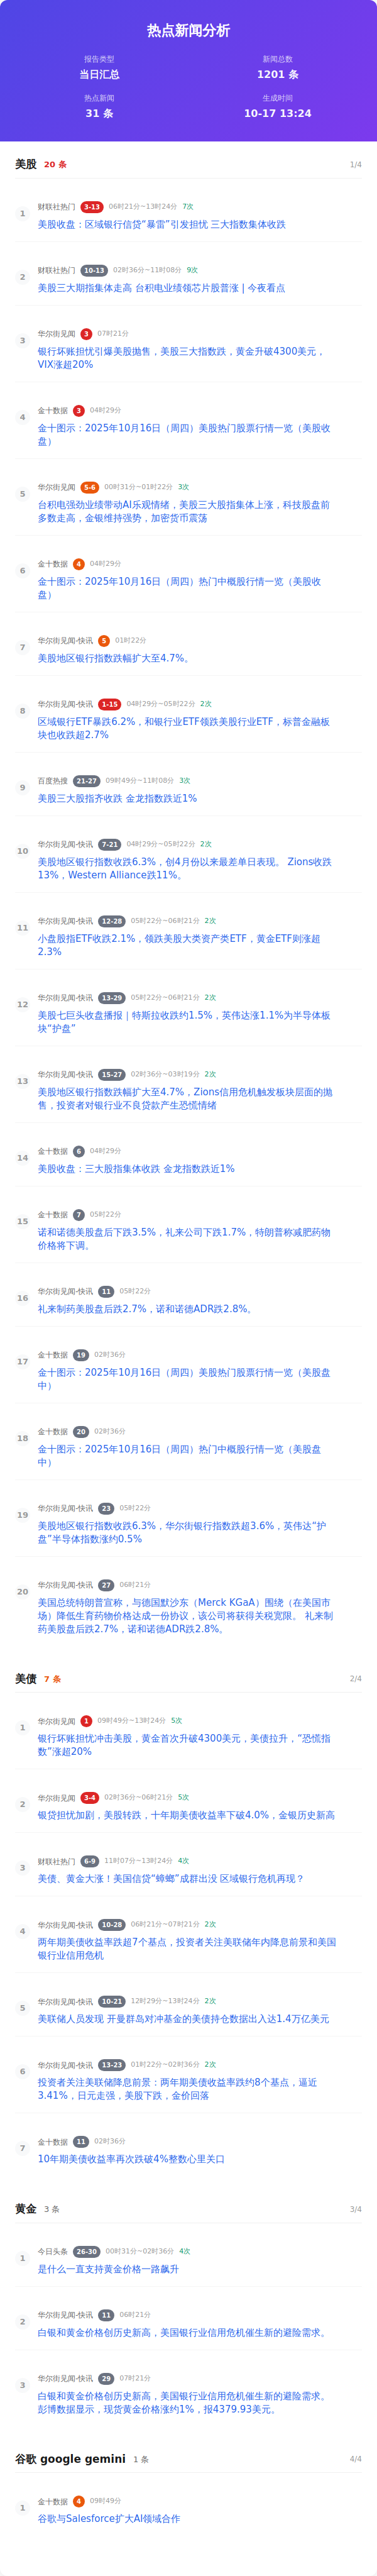 热点新闻分析
报告类型
新闻总数
当日汇总
1201 条
热点新闻
生成时间
31 条
10-17 13:24
美股 20 条 1/4
1
财联社热门 3-13 06时21分~13时24分 7次
美股收盘：区域银行信贷“暴雷”引发担忧 三大指数集体收跌
2
财联社热门 10-13 02时36分~11时08分 9次
美股三大期指集体走高 台积电业绩领芯片股普涨 | 今夜看点
3
华尔街见闻 3 07时21分
银行坏账担忧引爆美股抛售，美股三大指数跌，黄金升破4300美元，
VIX涨超20%
4
金十数据 3 04时29分
金十图示：2025年10月16日（周四）美股热门股票行情一览（美股收
盘）
5
华尔街见闻 5-6 00时31分~01时22分 3次
台积电强劲业绩带动AI乐观情绪，美股三大股指集体上涨，科技股盘前
多数走高，金银维持强势，加密货币震荡
6
金十数据 4 04时29分
金十图示：2025年10月16日（周四）热门中概股行情一览（美股收
盘）
7
华尔街见闻-快讯 5 01时22分
美股地区银行指数跌幅扩大至4.7%。
8
华尔街见闻-快讯 1-15 04时29分~05时22分 2次
区域银行ETF暴跌6.2%，和银行业ETF领跌美股行业ETF，标普金融板
块也收跌超2.7%
9
百度热搜 21-27 09时49分~11时08分 3次
美股三大股指齐收跌 金龙指数跌近1%
10
华尔街见闻-快讯 7-21 04时29分~05时22分 2次
美股地区银行指数收跌6.3%，创4月份以来最差单日表现。 Zions收跌
13%，Western Alliance跌11%。
11
华尔街见闻-快讯 12-28 05时22分~06时21分 2次
小盘股指ETF收跌2.1%，领跌美股大类资产类ETF，黄金ETF则涨超
2.3%
12
华尔街见闻-快讯 13-29 05时22分~06时21分 2次
美股七巨头收盘播报｜特斯拉收跌约1.5%，英伟达涨1.1%为半导体板
块“护盘”
13
华尔街见闻-快讯 15-27 02时36分~03时19分 2次
美股地区银行指数跌幅扩大至4.7%，Zions信用危机触发板块层面的抛
售，投资者对银行业不良贷款产生恐慌情绪
14
金十数据 6 04时29分
美股收盘：三大股指集体收跌 金龙指数跌近1%
15
金十数据 7 05时22分
诺和诺德美股盘后下跌3.5%，礼来公司下跌1.7%，特朗普称减肥药物
价格将下调。
16
华尔街见闻-快讯 11 05时22分
礼来制药美股盘后跌2.7%，诺和诺德ADR跌2.8%。
17
金十数据 19 02时36分
金十图示：2025年10月16日（周四）美股热门股票行情一览（美股盘
中）
18
金十数据 20 02时36分
金十图示：2025年10月16日（周四）热门中概股行情一览（美股盘
中）
19
华尔街见闻-快讯 23 05时22分
美股地区银行指数收跌6.3%，华尔街银行指数跌超3.6%，英伟达“护
盘”半导体指数涨约0.5%
20
华尔街见闻-快讯 27 06时21分
美国总统特朗普宣称，与德国默沙东（Merck KGaA）围绕（在美国市
场）降低生育药物价格达成一份协议，该公司将获得关税宽限。 礼来制
药美股盘后跌2.7%，诺和诺德ADR跌2.8%。
美债 7 条 2/4
1
华尔街见闻 1 09时49分~13时24分 5次
银行坏账担忧冲击美股，黄金首次升破4300美元，美债拉升，“恐慌指
数”涨超20%
2
华尔街见闻 3-4 02时36分~06时21分 5次
银贷担忧加剧，美股转跌，十年期美债收益率下破4.0%，金银历史新高
3
财联社热门 6-9 11时07分~13时24分 4次
美债、黄金大涨！美国信贷“蟑螂”成群出没 区域银行危机再现？
4
华尔街见闻-快讯 10-28 06时21分~07时21分 2次
两年期美债收益率跌超7个基点，投资者关注美联储年内降息前景和美国
银行业信用危机
5
华尔街见闻-快讯 10-21 12时29分~13时24分 2次
美联储人员发现 开曼群岛对冲基金的美债持仓数据出入达1.4万亿美元
6
华尔街见闻-快讯 13-23 01时22分~02时36分 2次
投资者关注美联储降息前景：两年期美债收益率跌约8个基点，逼近
3.41%，日元走强，美股下跌，金价回落
7
金十数据 11 02时36分
10年期美债收益率再次跌破4%整数心里关口
黄金 3 条 3/4
1
今日头条 26-30 00时31分~02时36分 4次
是什么一直支持黄金价格一路飙升
2
华尔街见闻-快讯 11 06时21分
白银和黄金价格创历史新高，美国银行业信用危机催生新的避险需求。
3
华尔街见闻-快讯 29 07时21分
白银和黄金价格创历史新高，美国银行业信用危机催生新的避险需求。
彭博数据显示，现货黄金价格涨约1%，报4379.93美元。
谷歌 google gemini 1 条 4/4
1
金十数据 4 09时49分
谷歌与Salesforce扩大AI领域合作